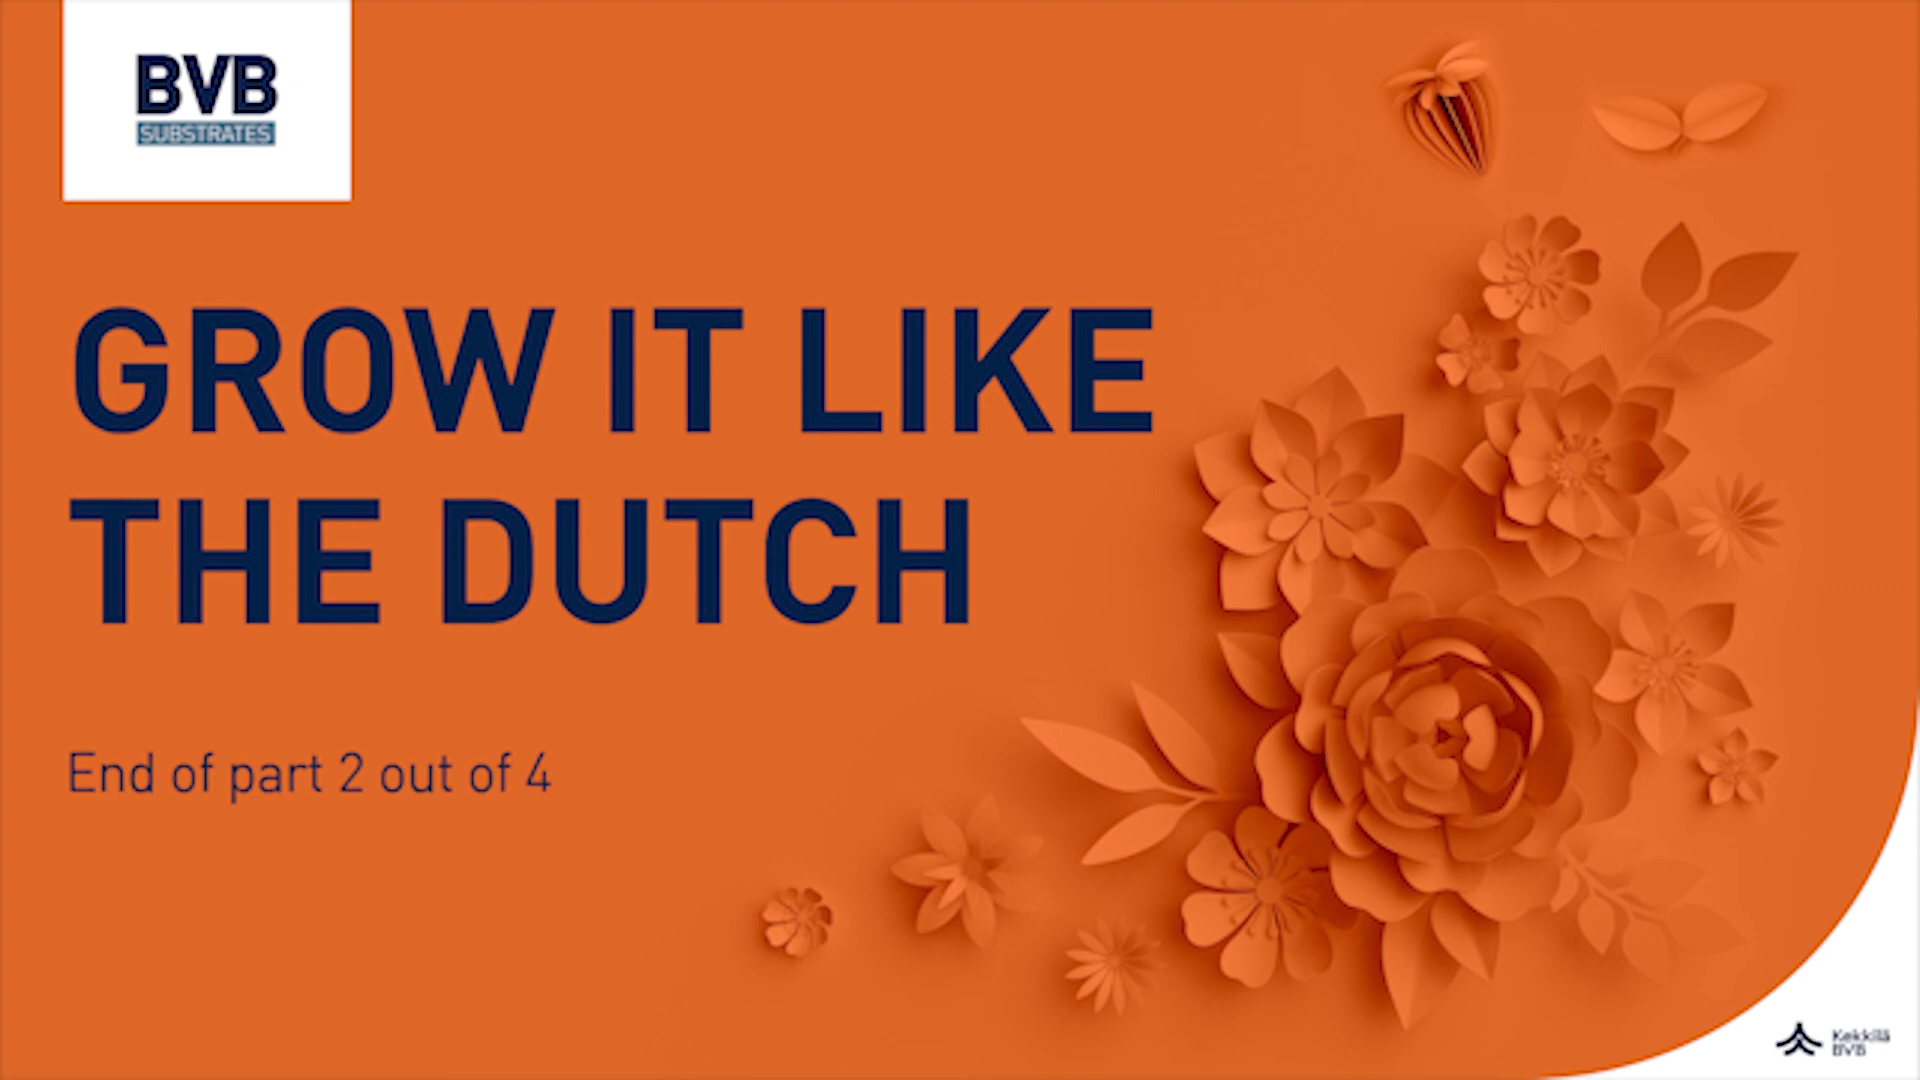 BVB
SUBSTRATES
GROW IT LIKE
THE DUTCH
End of part 2 out of 4
Kekkilä
BVB